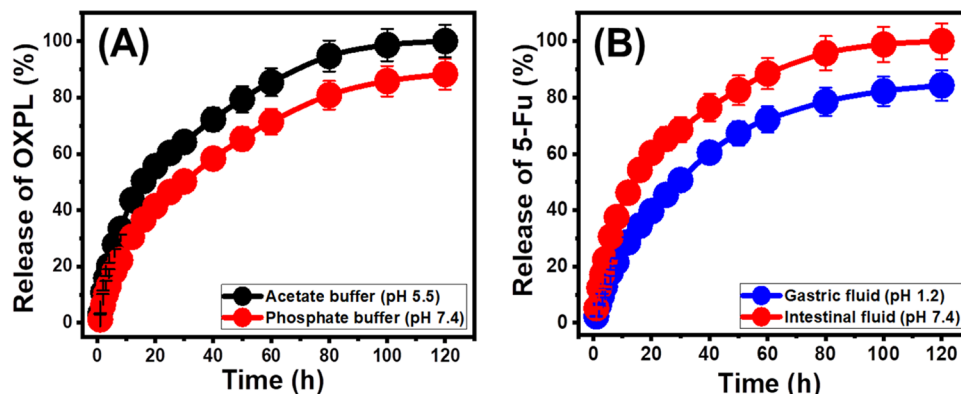 (A)
Release of OXPL (%)
100
80
60
40
20
0
Acetate buffer (pH 5.5)
Phosphate buffer (pH 7.4)
0 20 40 60 80 100 120
Time (h)
(B)
Release of 5-Fu (%)
100
80
60
40
20
0
Gastric fluid (pH 1.2)
Intestinal fluid (pH 7.4)
0 20 40 60 80 100 120
Time (h)